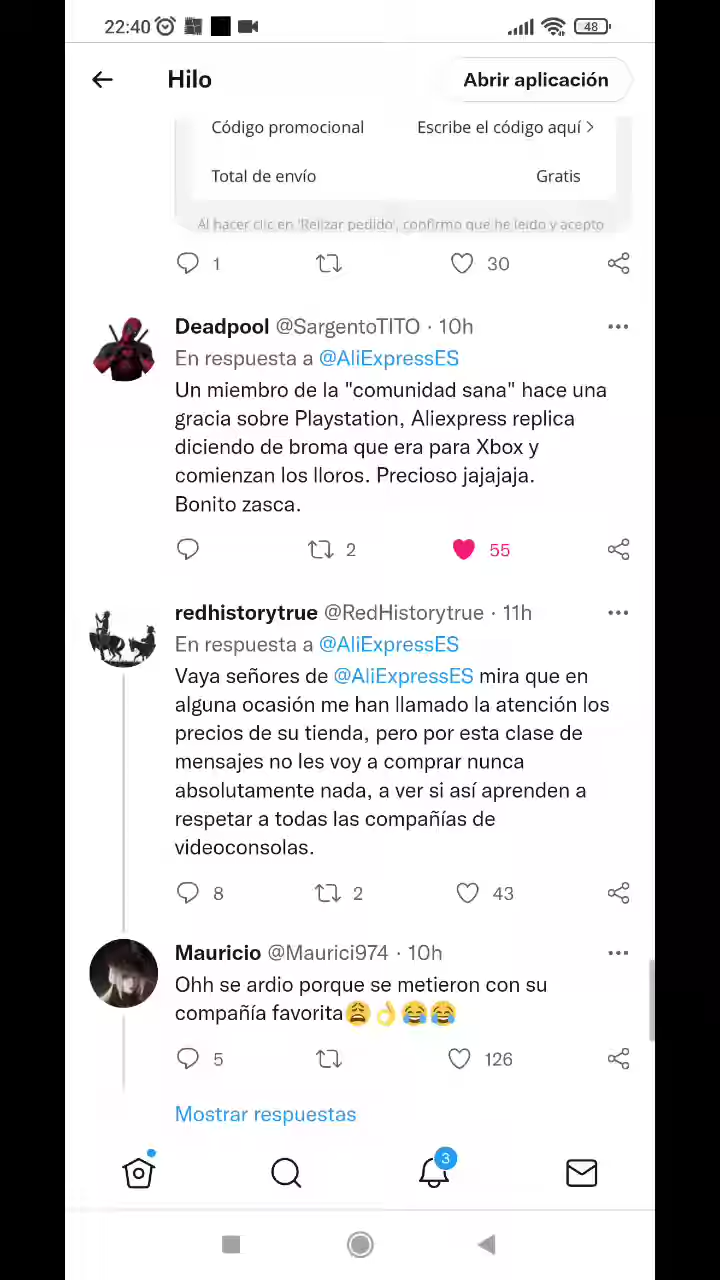 22:40
48
Hilo
Abrir aplicación
Código promocional Escribe el código aquí >
Total de envío Gratis
Al hacer clic en 'Relizar pedido', confirmo que he leído y acepto
1 30
Deadpool @SargentoTITO · 10h
En respuesta a @AliExpressES
Un miembro de la "comunidad sana" hace una
gracia sobre Playstation, Aliexpress replica
diciendo de broma que era para Xbox y
comienzan los lloros. Precioso jajajaja.
Bonito zasca.
2 55
redhistorytrue @RedHistorytrue · 11h
En respuesta a @AliExpressES
Vaya señores de @AliExpressES mira que en
alguna ocasión me han llamado la atención los
precios de su tienda, pero por esta clase de
mensajes no les voy a comprar nunca
absolutamente nada, a ver si así aprenden a
respetar a todas las compañías de
videoconsolas.
8 2 43
Mauricio @Maurici974 · 10h
Ohh se ardio porque se metieron con su
compañía favorita😩👌😂😂
5 126
Mostrar respuestas
3